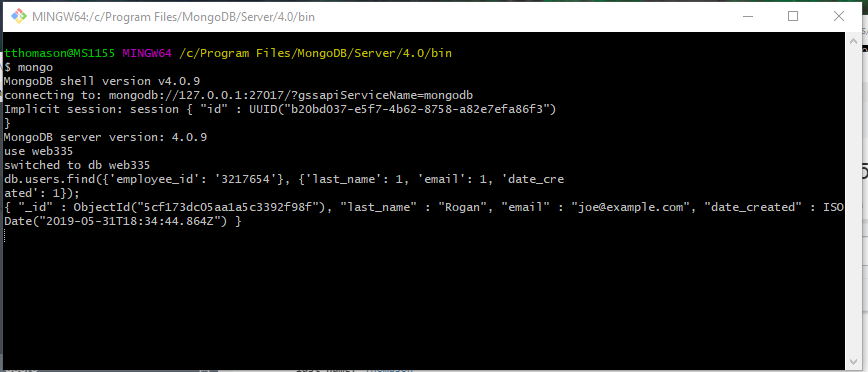 MINGW64:/c/Program Files/MongoDB/Server/4.0/bin
tthomason@MS1155 MINGW64 /c/Program Files/MongoDB/Server/4.0/bin
$ mongo
MongoDB shell version v4.0.9
connecting to: mongodb://127.0.0.1:27017/?gssapiServiceName=mongodb
Implicit session: session { "id" : UUID("b20bd037-e5f7-4b62-8758-a82e7efa86f3")
}
MongoDB server version: 4.0.9
use web335
switched to db web335
db.users.find({'employee_id': '3217654'}, {'last_name': 1, 'email': 1, 'date_cre
ated': 1});
{ "_id" : ObjectId("5cf173dc05aa1a5c3392f98f"), "last_name" : "Rogan", "email" : "joe@example.com", "date_created" : ISO
Date("2019-05-31T18:34:44.864Z") }